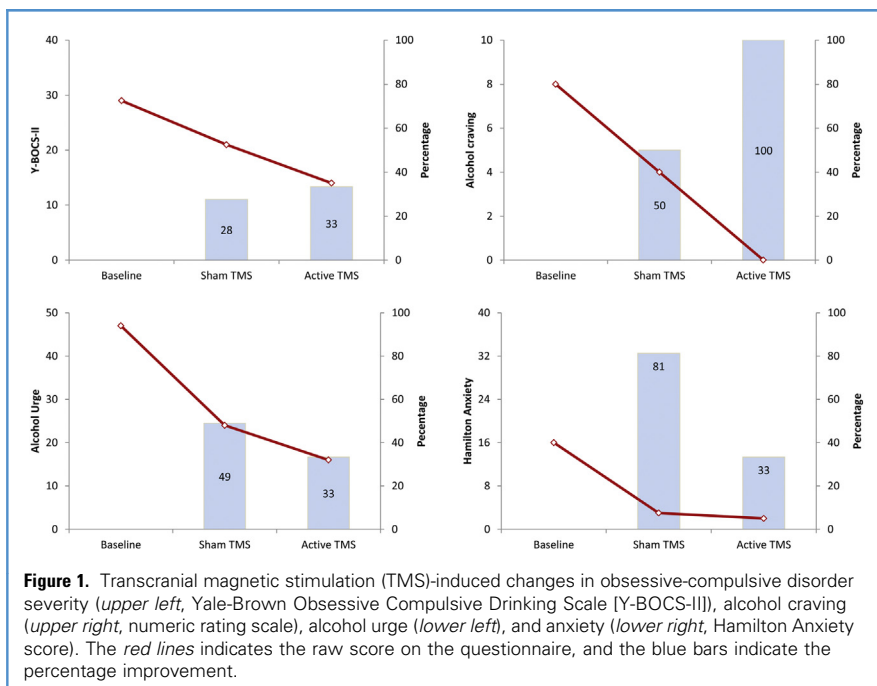 40
30
20
10
0
Y-BOCS-II
28
33
100
80
60
40
20
0
Percentage
Baseline
Sham TMS
Active TMS
10
8
6
4
2
0
Alcohol craving
50
100
100
80
60
40
20
0
Percentage
Baseline
Sham TMS
Active TMS
50
40
30
20
10
0
Alcohol Urge
49
33
100
80
60
40
20
0
Pecentage
Baseline
Sham TMS
Active TMS
40
32
24
16
8
0
Hamilton Anxiety
81
33
100
80
60
40
20
0
Percentage
Baseline
Sham TMS
Active TMS
Figure 1. Transcranial magnetic stimulation (TMS)-induced changes in obsessive-compulsive disorder
severity (upper left, Yale-Brown Obsessive Compulsive Drinking Scale [Y-BOCS-II]), alcohol craving
(upper right, numeric rating scale), alcohol urge (lower left), and anxiety (lower right, Hamilton Anxiety
score). The red lines indicates the raw score on the questionnaire, and the blue bars indicate the
percentage improvement.